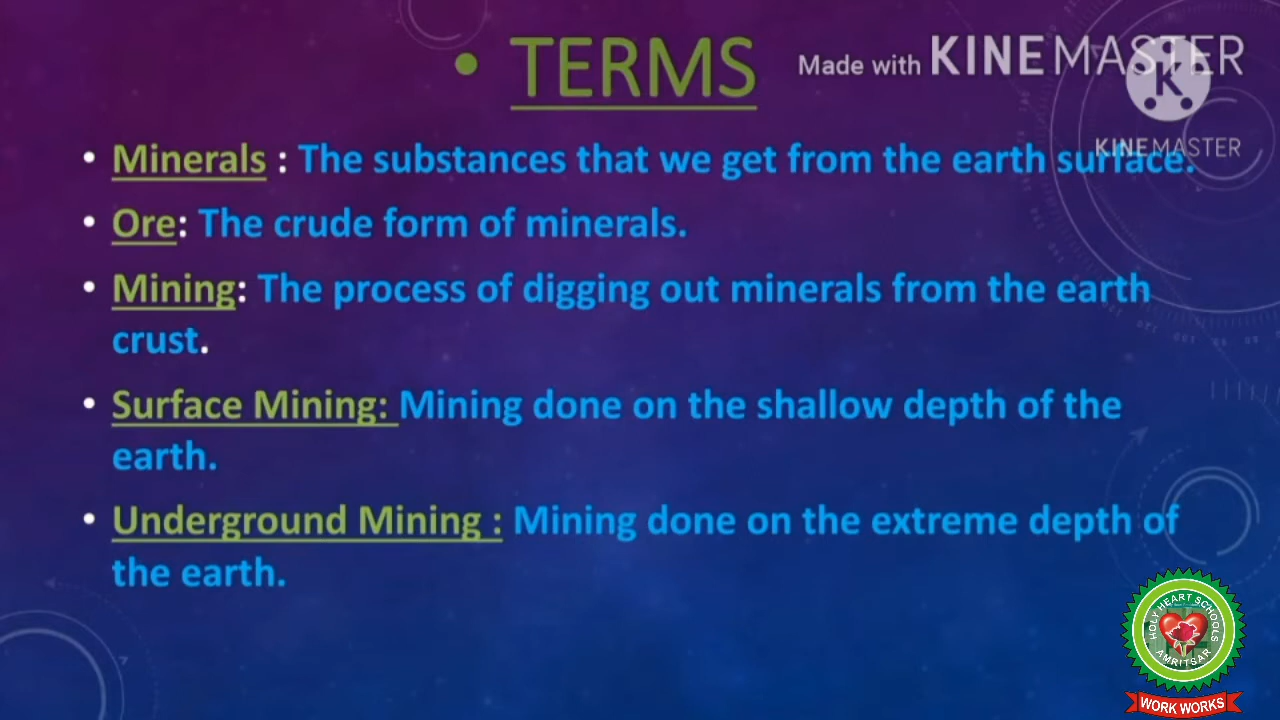 • TERMS
Made with KINEMASTER
K
KINEMASTER
• Minerals : The substances that we get from the earth surface.
• Ore: The crude form of minerals.
• Mining: The process of digging out minerals from the earth
crust.
• Surface Mining: Mining done on the shallow depth of the
earth.
• Underground Mining : Mining done on the extreme depth of
the earth.
HOLY HEART SCHOOLS
AMRITSAR
WORK WORKS